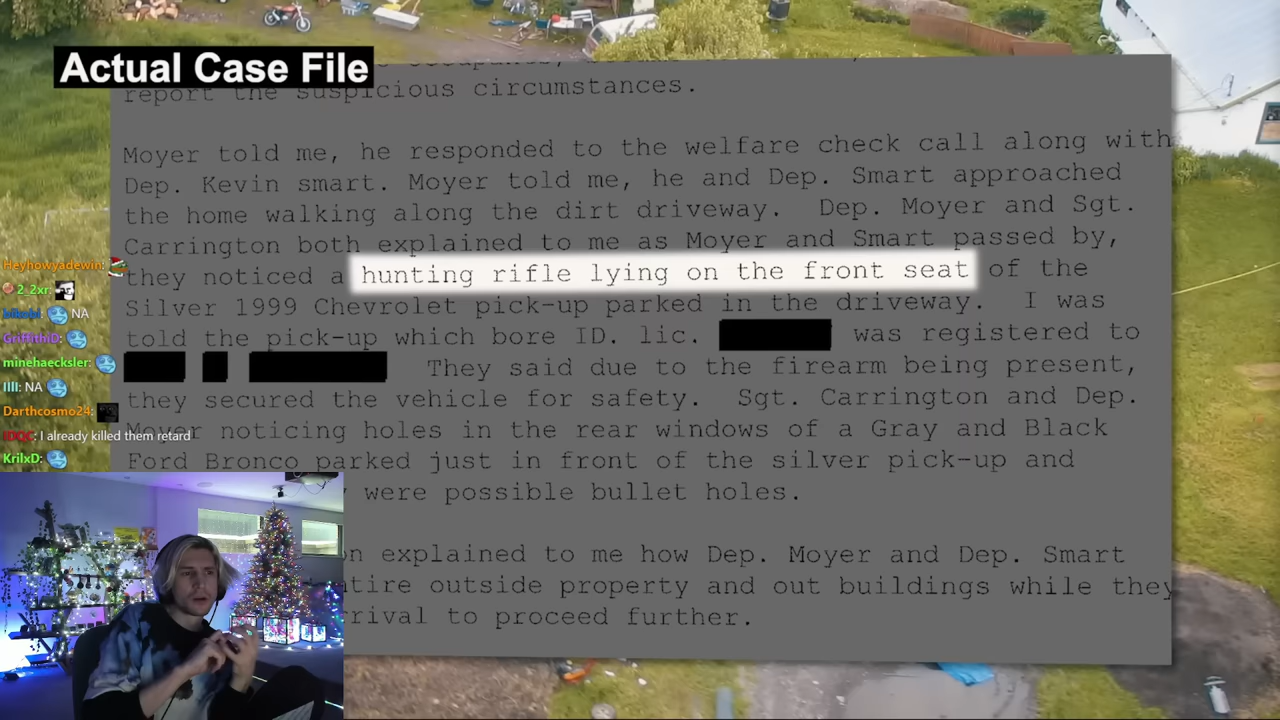 Actual Case File
report the suspicious circumstances.
Moyer told me, he responded to the welfare check call along with
Dep. Kevin smart. Moyer told me, he and Dep. Smart approached
the home walking along the dirt driveway. Dep. Moyer and Sgt.
Carrington both explained to me as Moyer and Smart passed by,
they noticed a hunting rifle lying on the front seat of the
Silver 1999 Chevrolet pick-up parked in the driveway. I was
told the pick-up which bore ID. lic. was registered to
They said due to the firearm being present,
they secured the vehicle for safety. Sgt. Carrington and Dep.
Moyer noticing holes in the rear windows of a Gray and Black
Ford Bronco parked just in front of the silver pick-up and
were possible bullet holes.
on explained to me how Dep. Moyer and Dep. Smart
tire outside property and out buildings while they
rival to proceed further.
Heyhowyadewin:
2_2xr:
NA
GriffithD:
minehaecksler:
IIII: NA
Darthcosmo24:
: I already killed them retard
KrilxD: